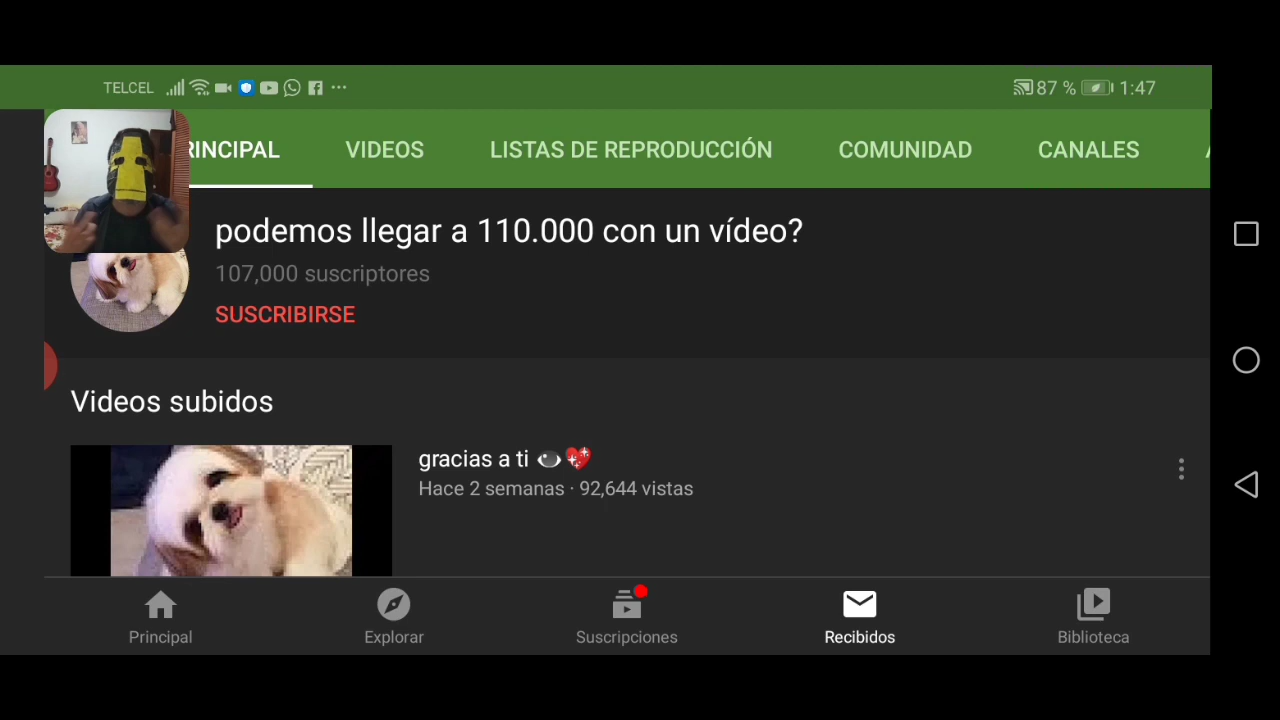 TELCEL 87 % 1:47
RINCIPAL VIDEOS LISTAS DE REPRODUCCIÓN COMUNIDAD CANALES
podemos llegar a 110.000 con un vídeo?
107,000 suscriptores
SUSCRIBIRSE
Videos subidos
gracias a ti 👁💖
Hace 2 semanas · 92,644 vistas
Principal Explorar Suscripciones Recibidos Biblioteca